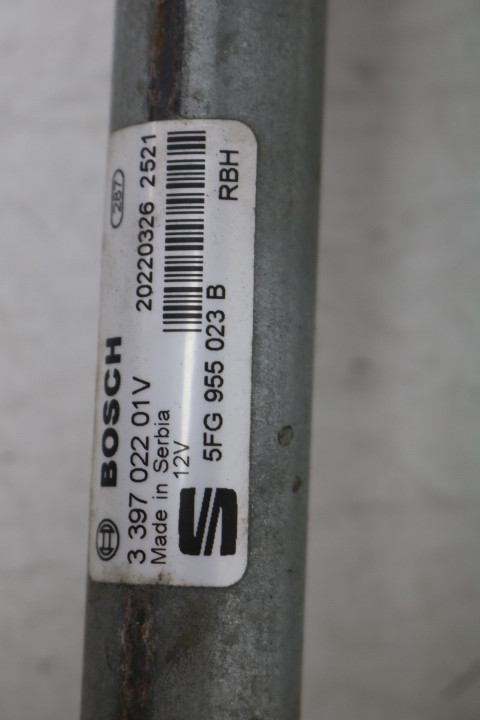 BOSCH
287
3 397 022 01V
20220326 2521
Made in Serbia
12V
5FG 955 023 B
RBH